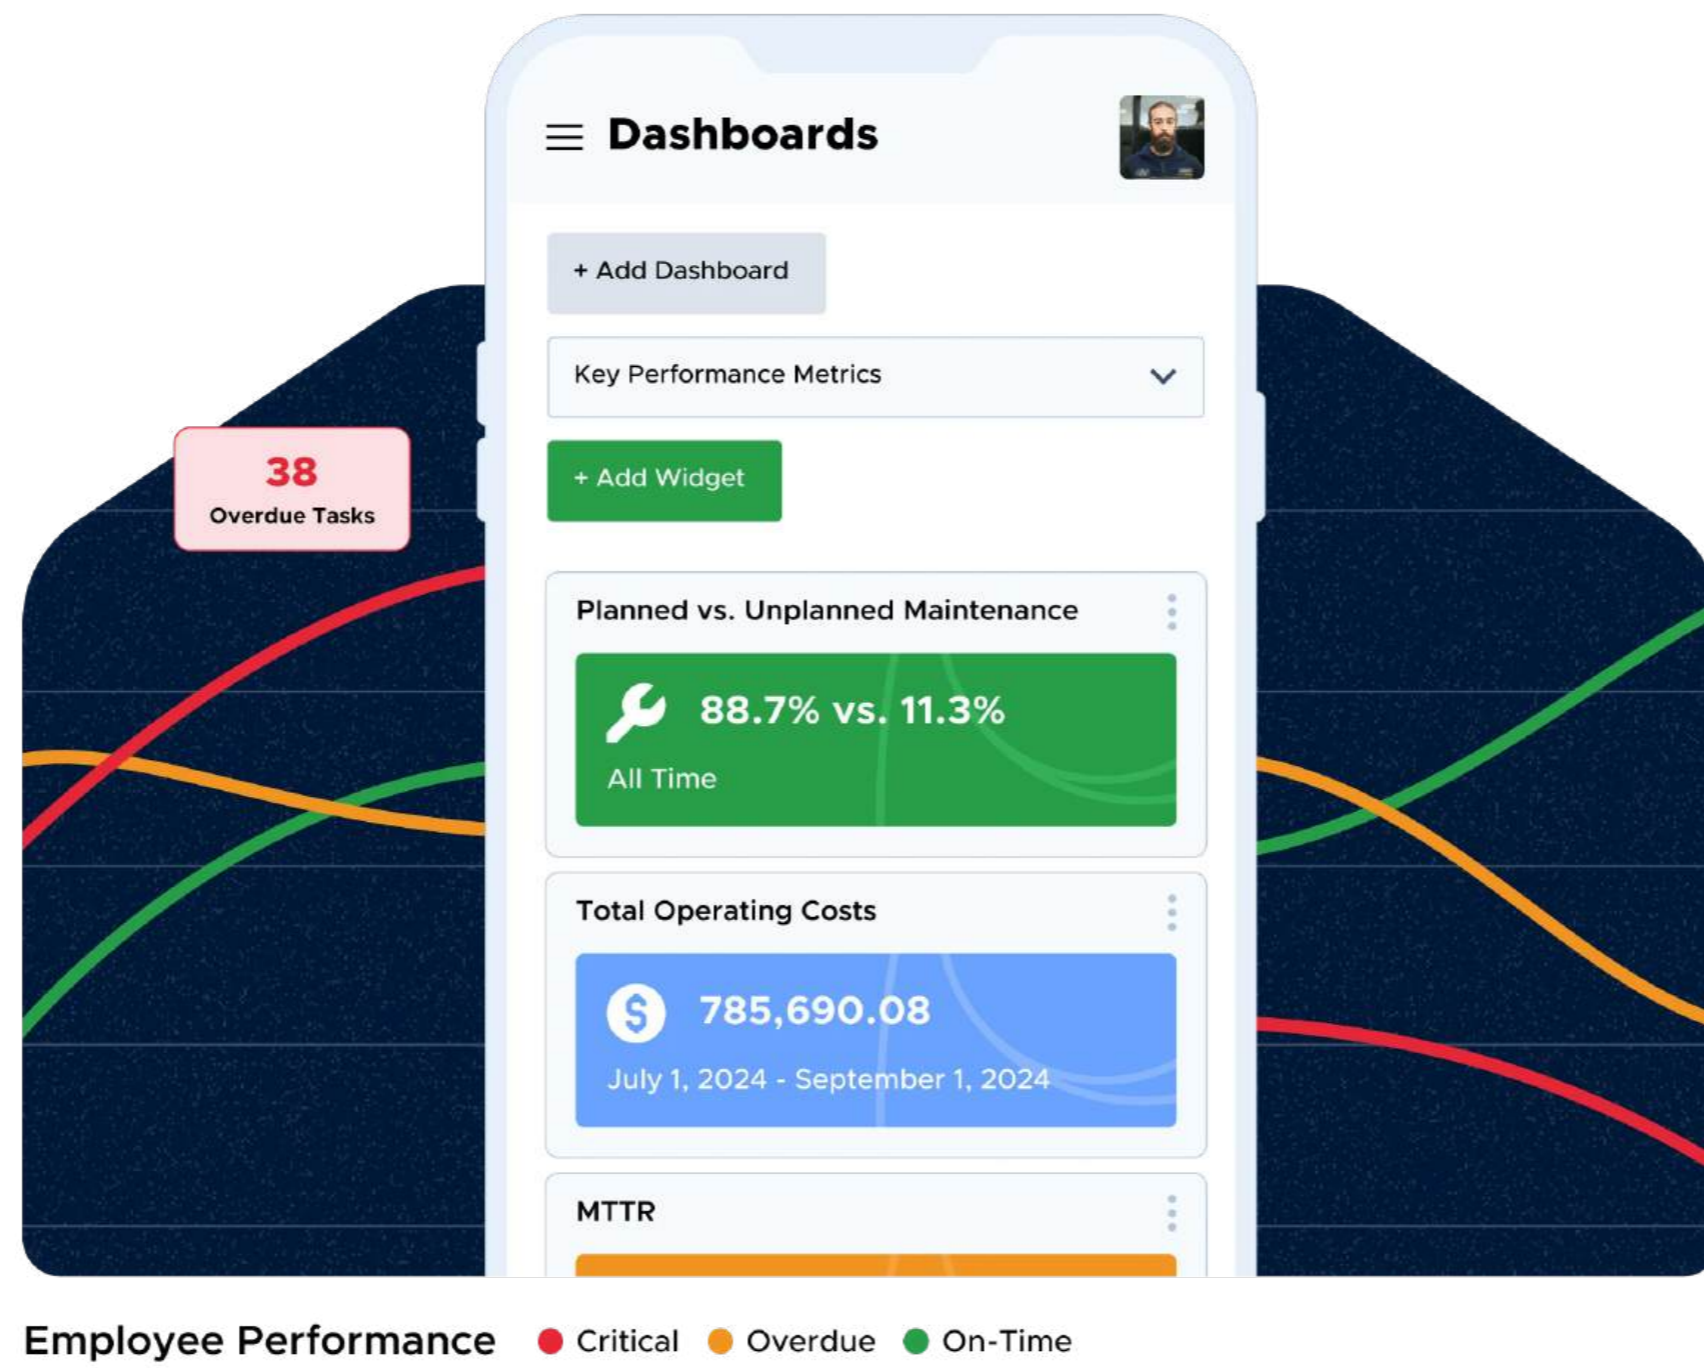 Dashboards
+ Add Dashboard
Key Performance Metrics
+ Add Widget
38
Overdue Tasks
Planned vs. Unplanned Maintenance
88.7% vs. 11.3%
All Time
Total Operating Costs
$ 785,690.08
July 1, 2024 - September 1, 2024
MTTR
Employee Performance Critical Overdue On-Time